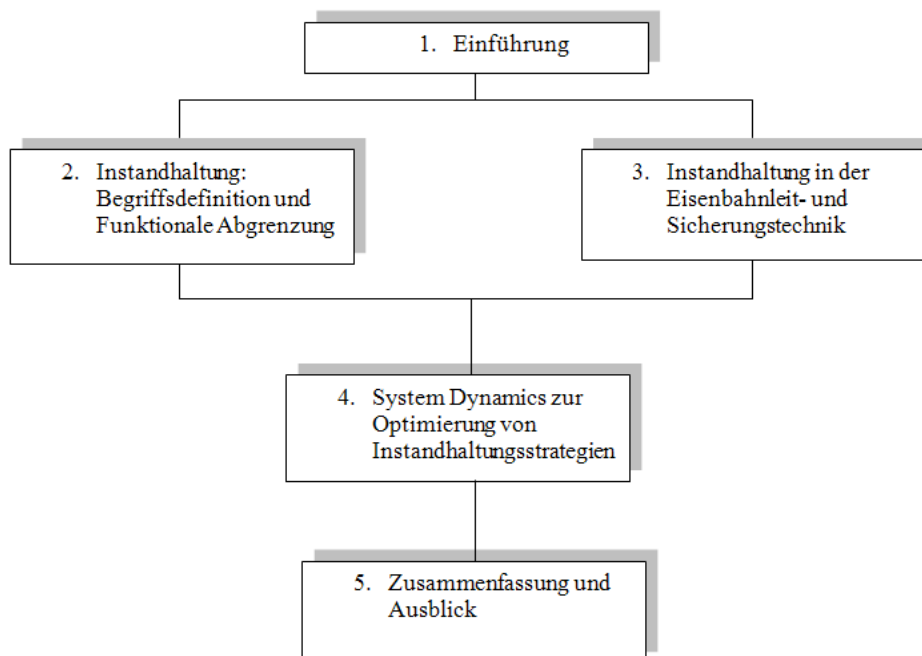 1. Einführung
2. Instandhaltung:
Begriffsdefinition und
Funktionale Abgrenzung
3. Instandhaltung in der
Eisenbahnleit- und
Sicherungstechnik
4. System Dynamics zur
Optimierung von
Instandhaltungsstrategien
5. Zusammenfassung und
Ausblick